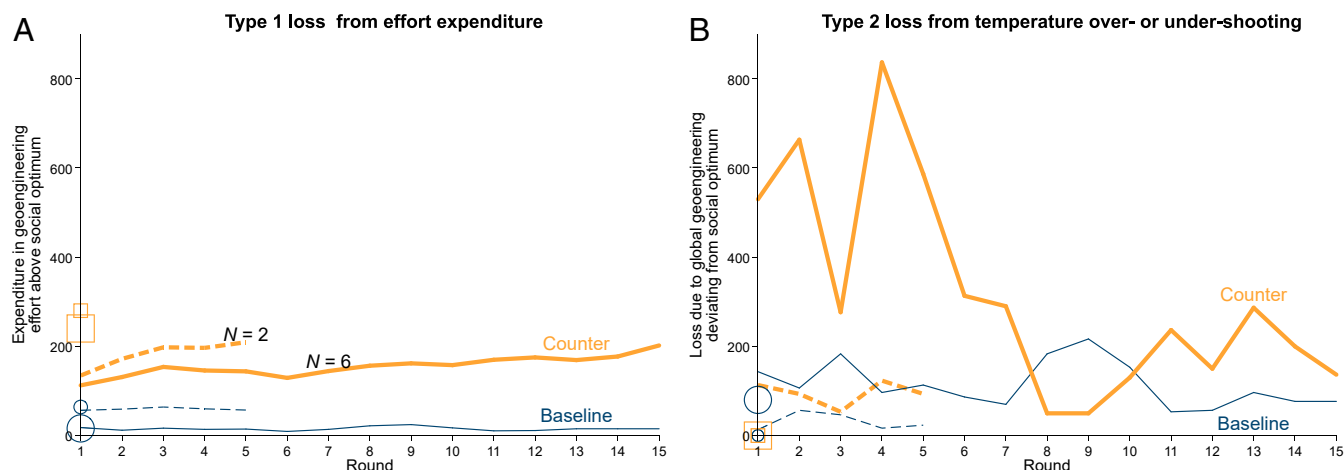 A
Type 1 loss from effort expenditure
Expenditure in geoengineering
effort above social optimum
800
600
400
200
0
N = 2
N = 6
Counter
Baseline
1 2 3 4 5 6 7 8 9 10 11 12 13 14 15
Round
B
Type 2 loss from temperature over- or under-shooting
Loss due to global geoengineering
deviating from social optimum
800
600
400
200
0
Counter
Baseline
1 2 3 4 5 6 7 8 9 10 11 12 13 14 15
Round